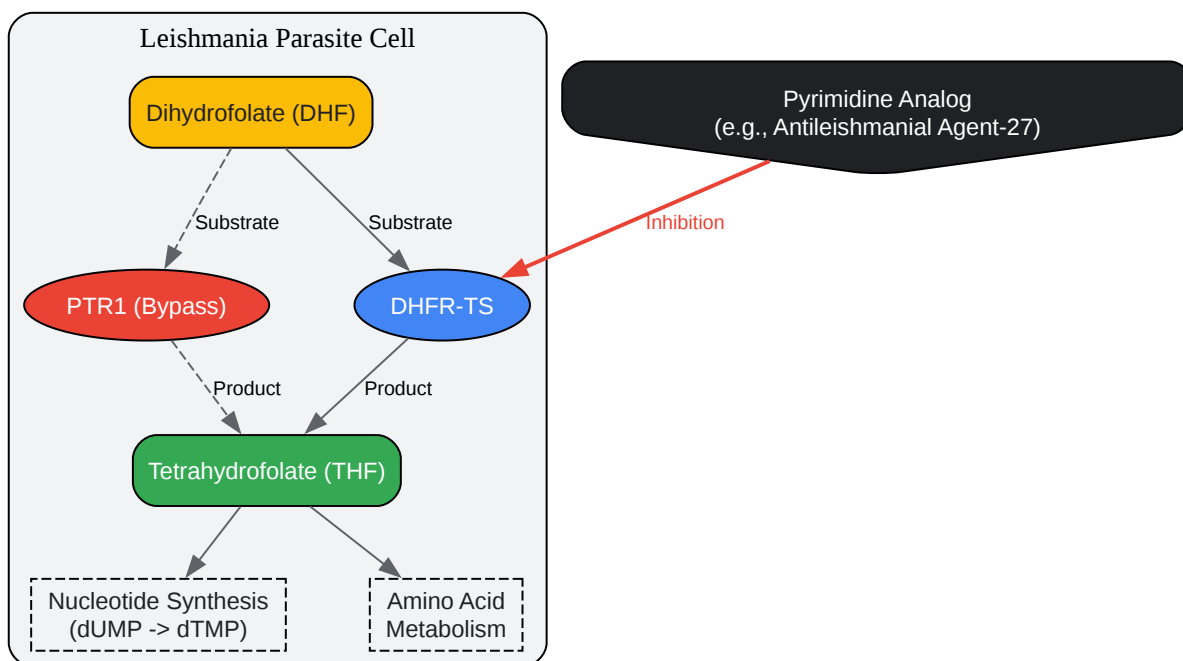 Leishmania Parasite Cell
Dihydrofolate (DHF)
Pyrimidine Analog
(e.g., Antileishmanial Agent-27)
Substrate
Substrate
Inhibition
PTR1 (Bypass)
DHFR-TS
Product
Product
Tetrahydrofolate (THF)
Nucleotide Synthesis
(dUMP -> dTMP)
Amino Acid
Metabolism